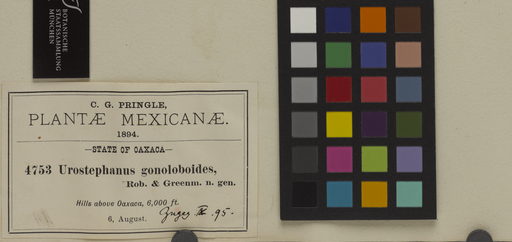 BOTANISCHE
STAATSSAMMLUNG
MÜNCHEN
C. G. PRINGLE,
PLANTÆ MEXICANÆ.
1894.
—STATE OF OAXACA—
4753 Urostephanus gonoloboides,
Rob. & Greenm. n. gen.
Hills above Oaxaca, 6,000 ft.
6, August.
95.